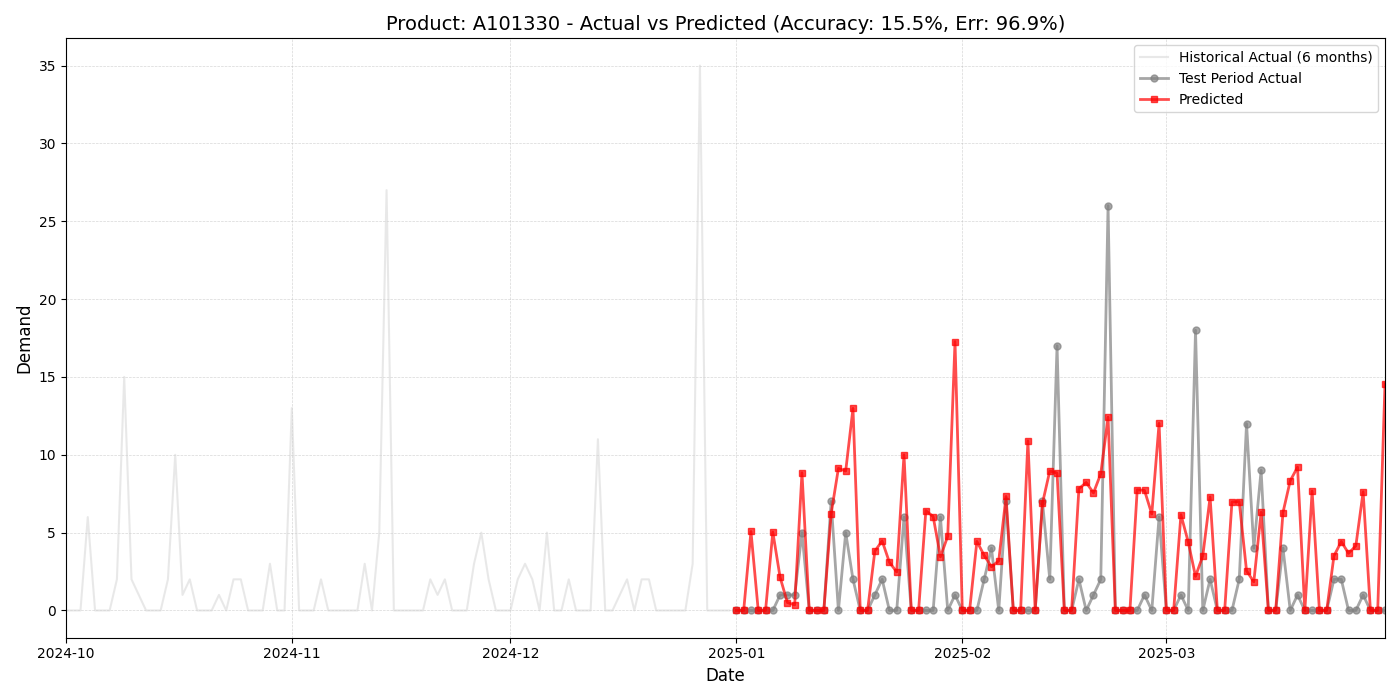 Product: A101330 - Actual vs Predicted (Accuracy: 15.5%, Err: 96.9%)
Historical Actual (6 months)
Test Period Actual
Predicted
35
30
25
20
15
10
5
0
Demand
2024-10
2024-11
2024-12
2025-01
2025-02
2025-03
Date